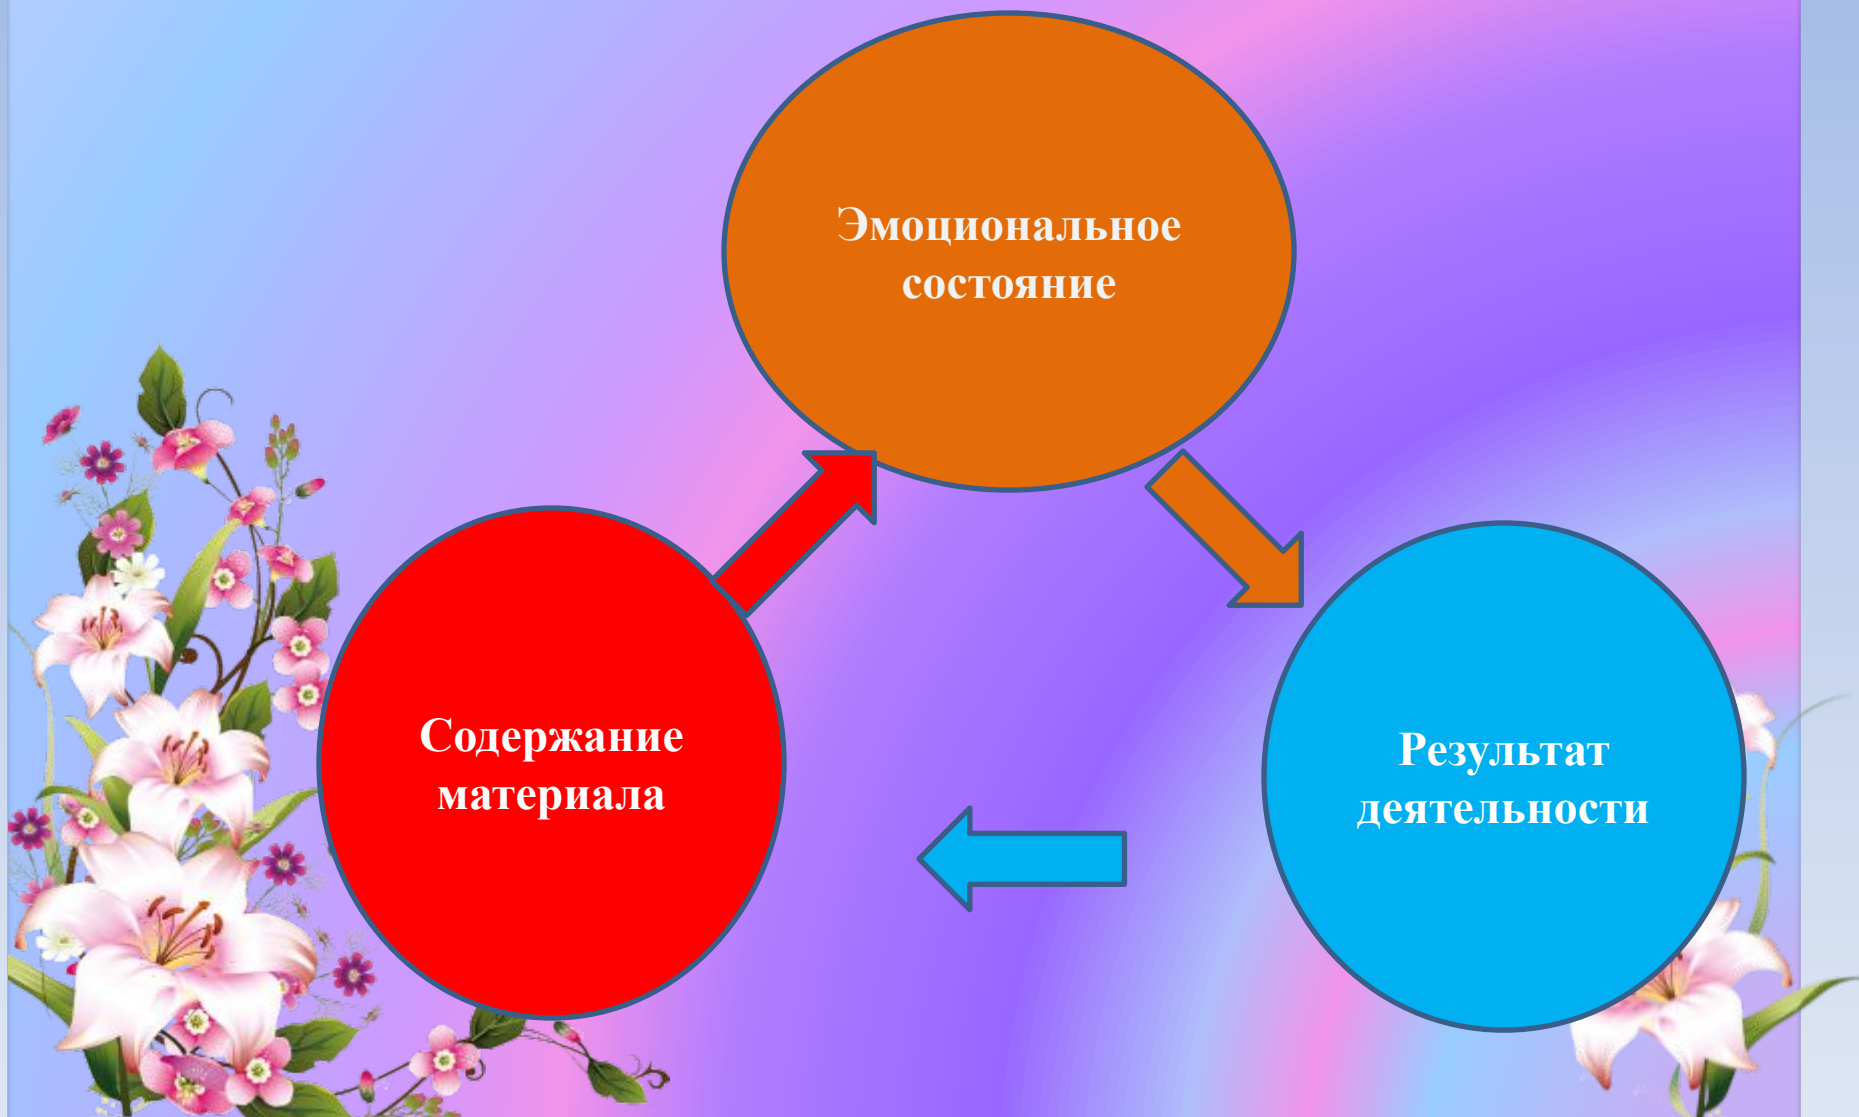 Эмоциональное
состояние
Содержание
материала
Результат
деятельности